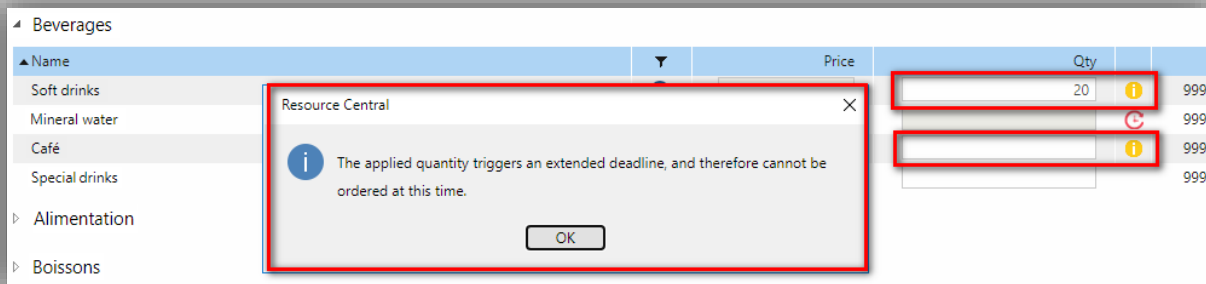 Beverages
Name Price Qty
Soft drinks 20 999
Mineral water 999
Café 999
Special drinks 999
Resource Central
The applied quantity triggers an extended deadline, and therefore cannot be
ordered at this time.
OK
Alimentation
Boissons